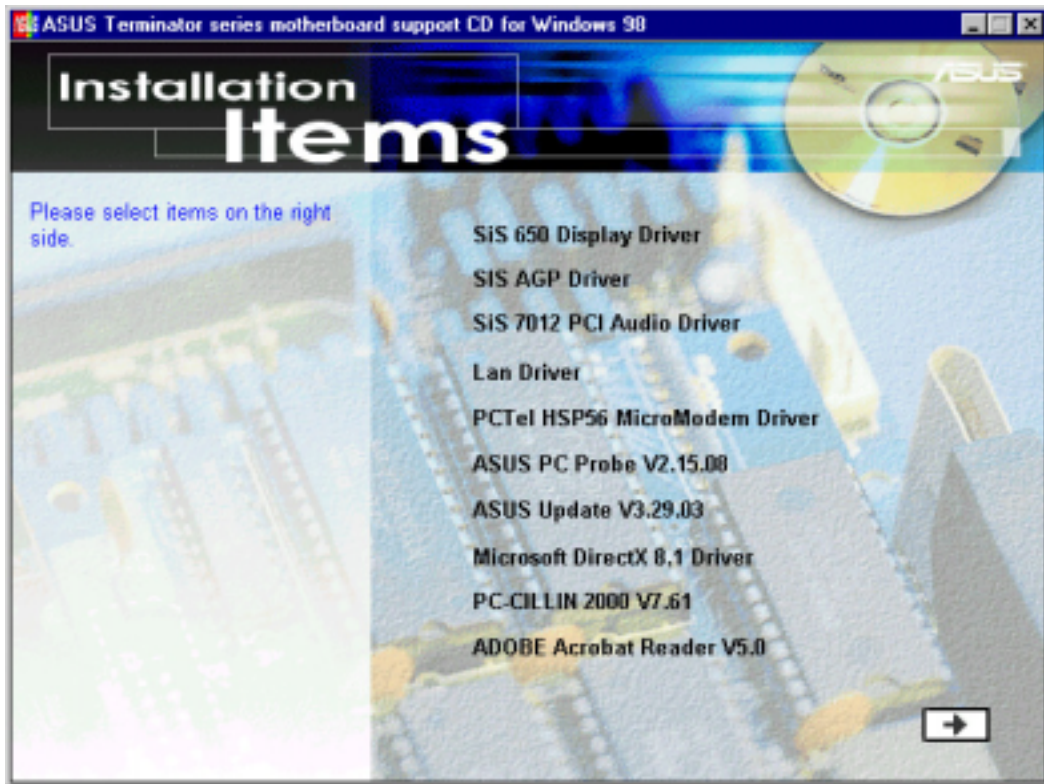 ASUS Terminator series motherboard support CD for Windows 98
ASUS
Installation
Items
Please select items on the right
side.
SiS 650 Display Driver
SIS AGP Driver
SiS 7012 PCI Audio Driver
Lan Driver
PCTel HSP56 MicroModem Driver
ASUS PC Probe V2.15.08
ASUS Update V3.29.03
Microsoft DirectX 8.1 Driver
PC-CILLIN 2000 V7.61
ADOBE Acrobat Reader V5.0